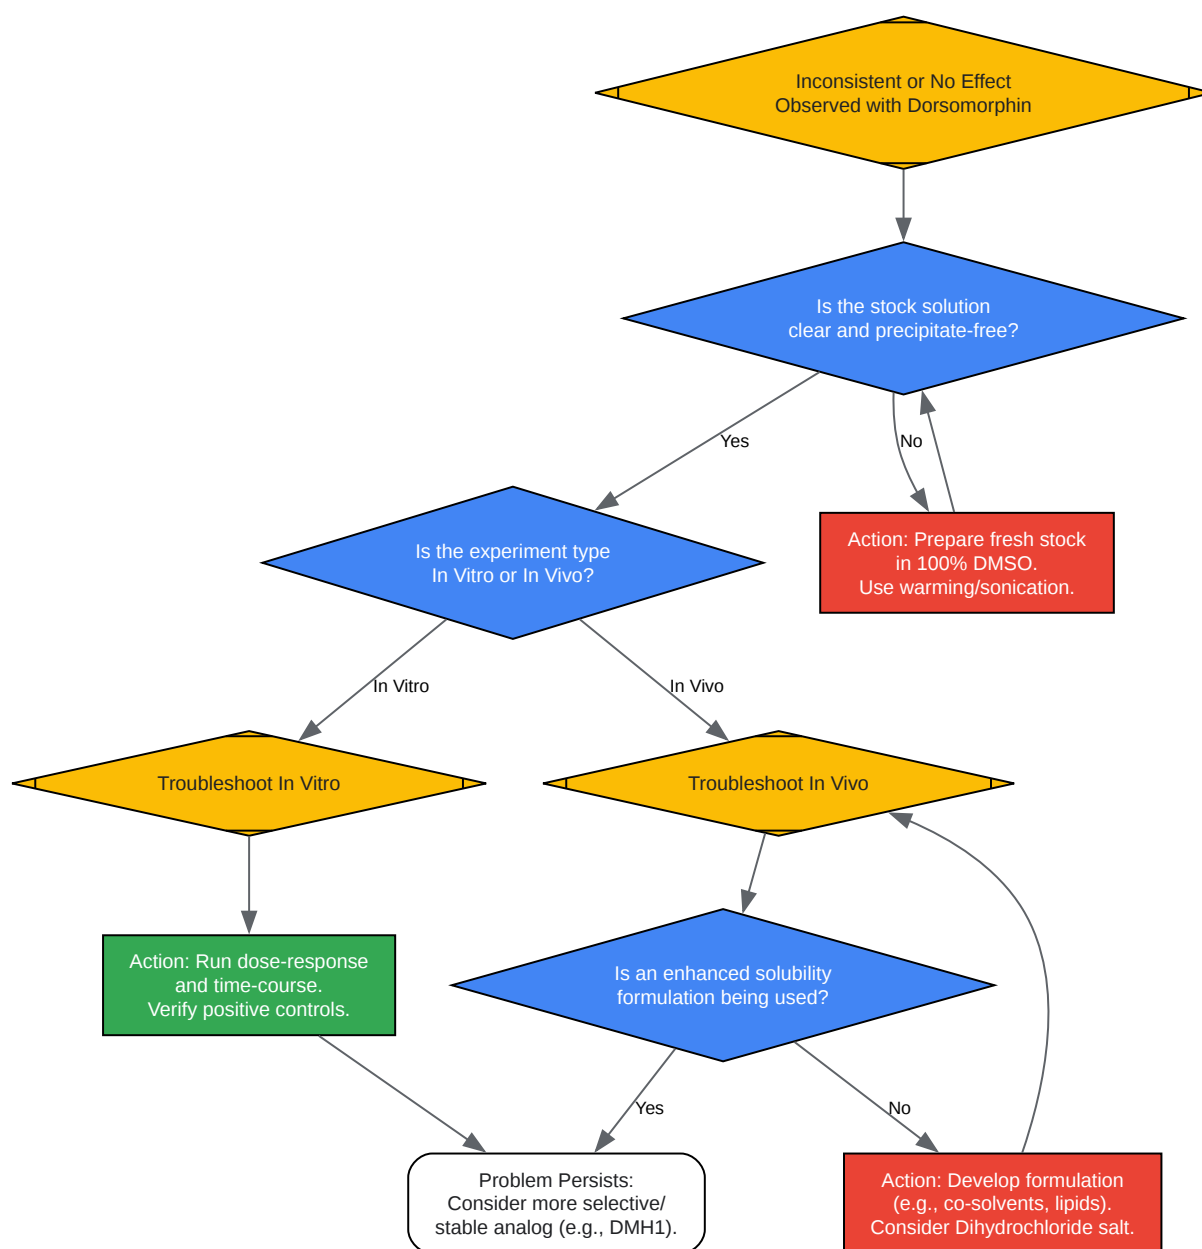 Inconsistent or No Effect
Observed with Dorsomorphin
Is the stock solution
clear and precipitate-free?
Yes
No
Is the experiment type
In Vitro or In Vivo?
Action: Prepare fresh stock
in 100% DMSO.
Use warming/sonication.
In Vitro
In Vivo
Troubleshoot In Vitro
Troubleshoot In Vivo
Action: Run dose-response
and time-course.
Verify positive controls.
Is an enhanced solubility
formulation being used?
Yes
No
Problem Persists:
Consider more selective/
stable analog (e.g., DMH1).
Action: Develop formulation
(e.g., co-solvents, lipids).
Consider Dihydrochloride salt.